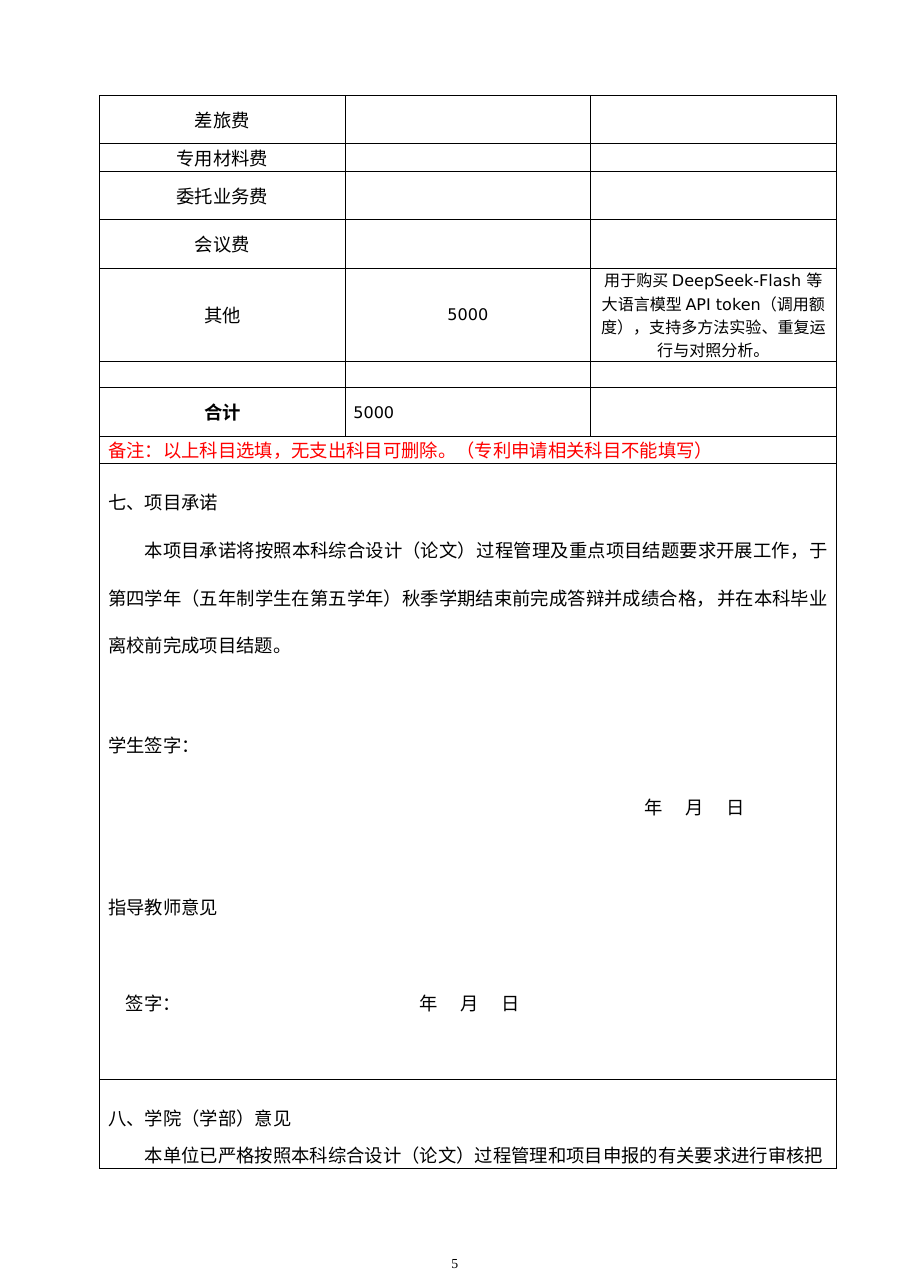 差旅费
专用材料费
委托业务费
会议费
其他
5000
用于购买 DeepSeek-Flash 等
大语言模型 API token（调用额
度），支持多方法实验、重复运
行与对照分析。
合计
5000
备注：以上科目选填，无支出科目可删除。（专利申请相关科目不能填写）
七、项目承诺
本项目承诺将按照本科综合设计（论文）过程管理及重点项目结题要求开展工作，于
第四学年（五年制学生在第五学年）秋季学期结束前完成答辩并成绩合格，并在本科毕业
离校前完成项目结题。
学生签字：
年 月 日
指导教师意见
签字： 年 月 日
八、学院（学部）意见
本单位已严格按照本科综合设计（论文）过程管理和项目申报的有关要求进行审核把
5